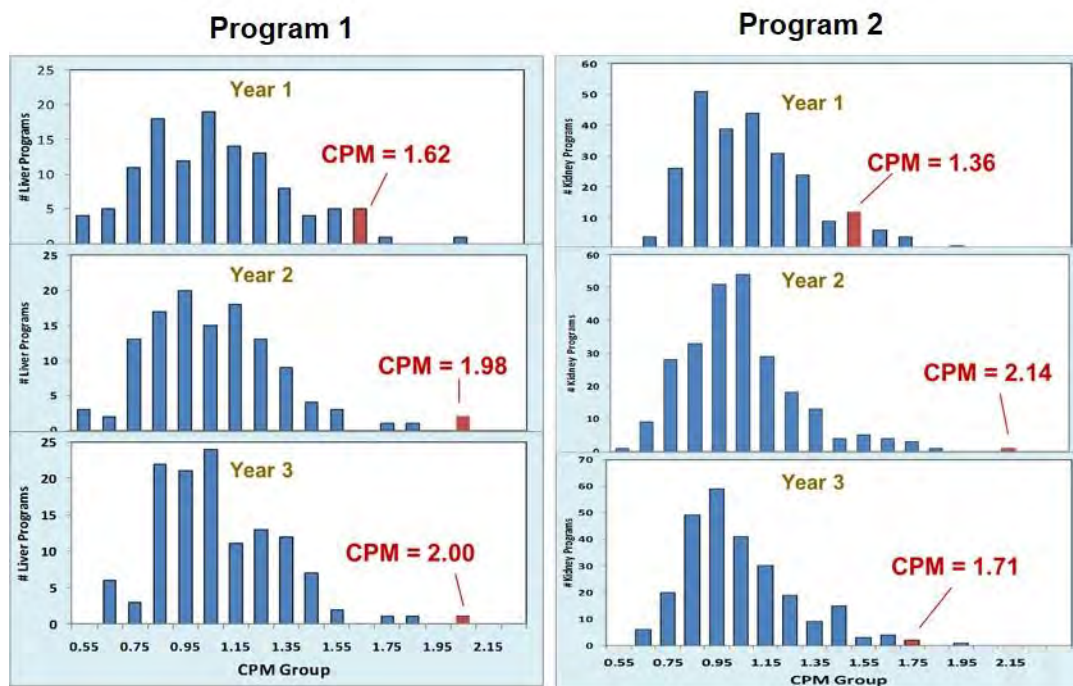 Program 1
Program 2
25
20
15
10
5
0
# Liver Programs
Year 1
CPM = 1.62
25
20
15
10
5
0
# Liver Programs
Year 2
CPM = 1.98
25
20
15
10
5
0
# Liver Programs
Year 3
CPM = 2.00
0.55 0.75 0.95 1.15 1.35 1.55 1.75 1.95 2.15
CPM Group
60
50
40
30
20
10
# Kidney Programs
Year 1
CPM = 1.36
60
50
40
30
20
10
0
# Kidney Programs
Year 2
CPM = 2.14
70
60
50
40
30
20
10
0
# Kidney Programs
Year 3
CPM = 1.71
0.55 0.75 0.95 1.15 1.35 1.55 1.75 1.95 2.15
CPM Group